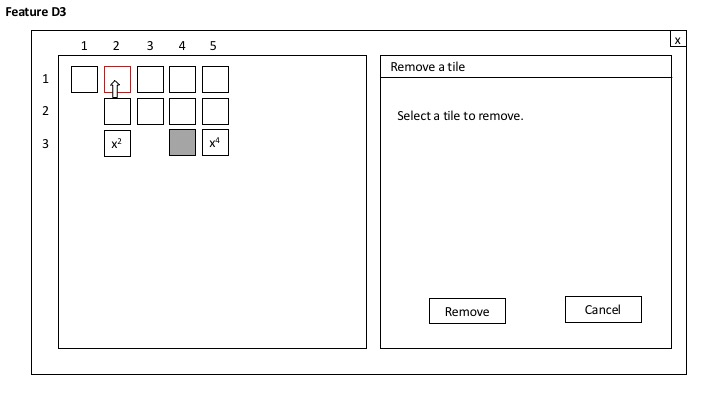 Feature D3
x
1 2 3 4 5
1
2
3 x² x⁴
Remove a tile
Select a tile to remove.
Remove Cancel